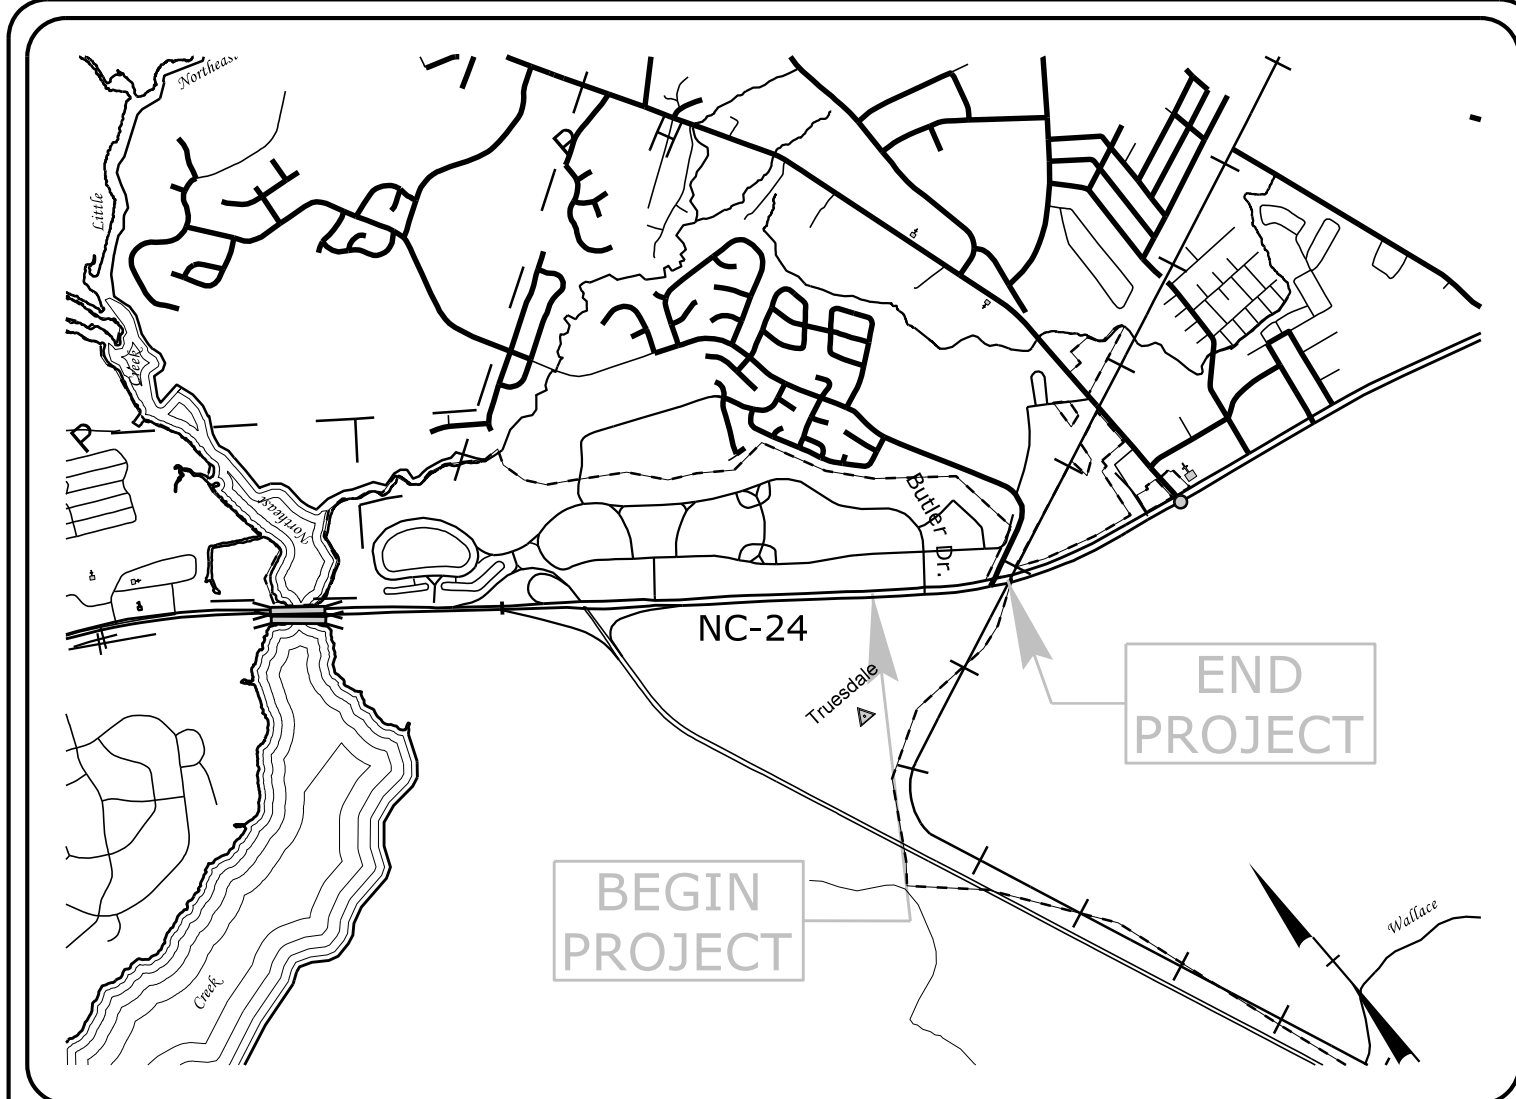 Northeast
Little
Creek
Northeast
Butler Dr.
NC-24
Truesdale
END
PROJECT
BEGIN
PROJECT
Wallace
Creek